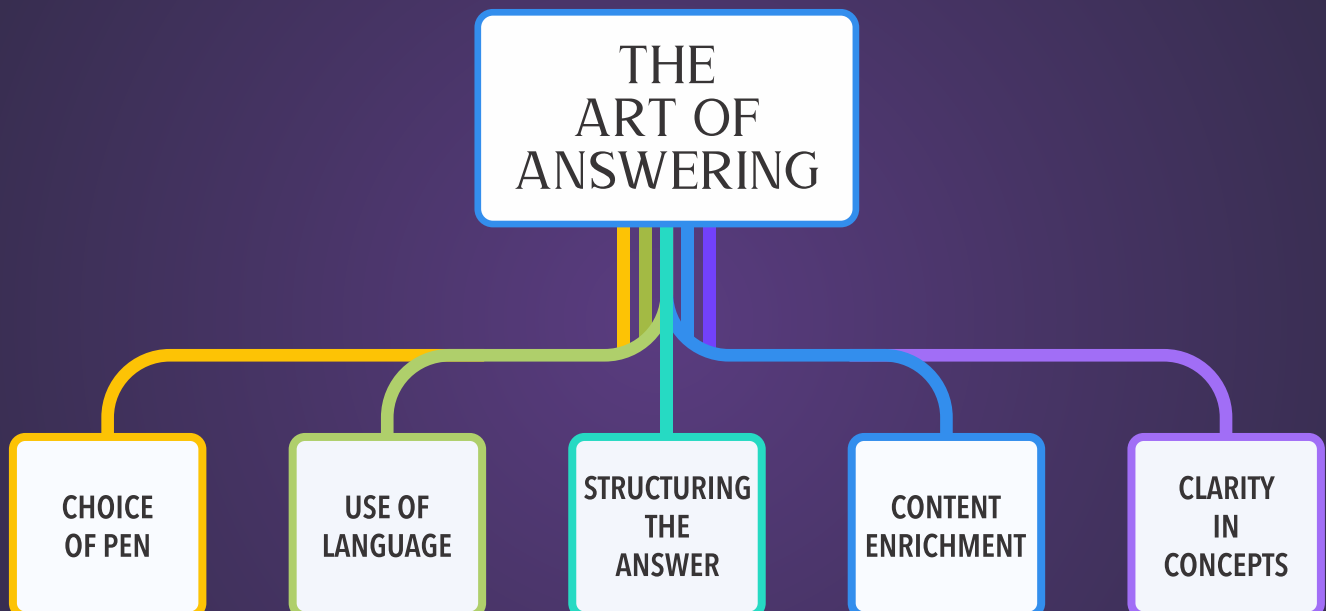 THE
ART OF
ANSWERING
CHOICE
OF PEN
USE OF
LANGUAGE
STRUCTURING
THE
ANSWER
CONTENT
ENRICHMENT
CLARITY
IN
CONCEPTS